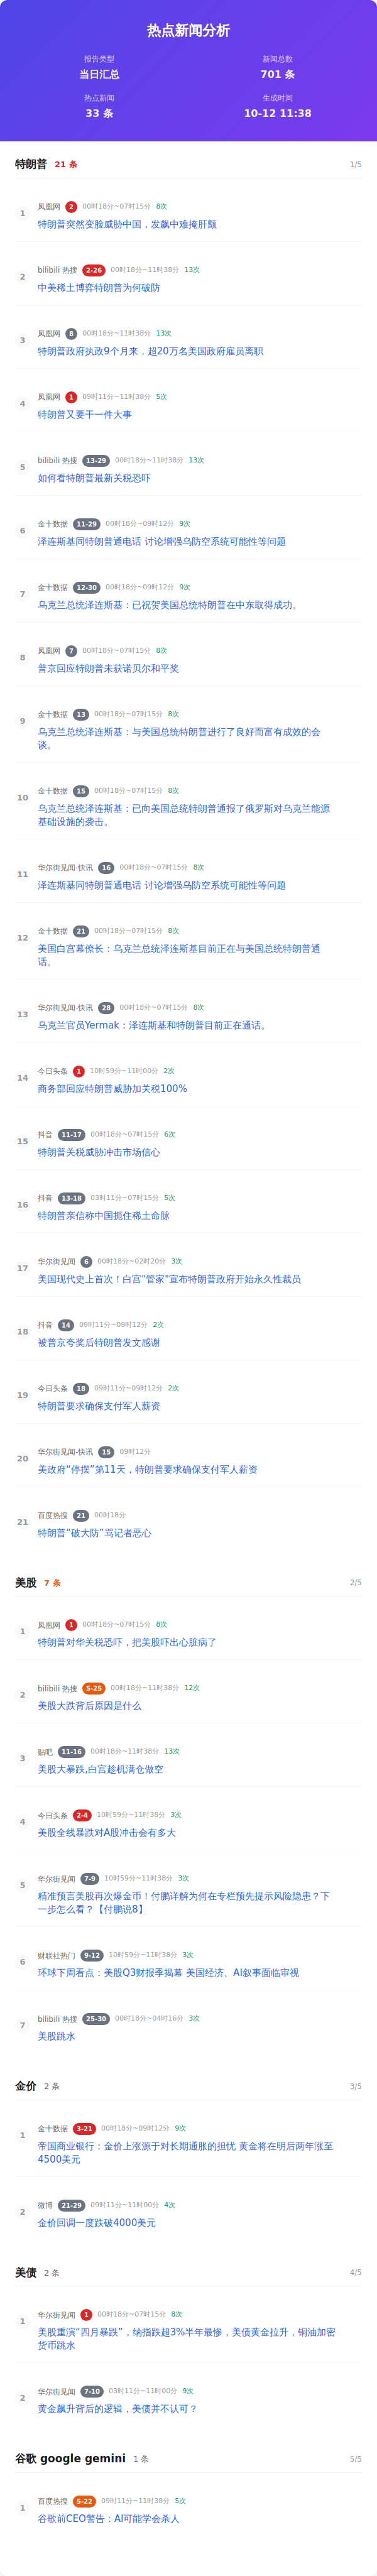 热点新闻分析
报告类型
当日汇总
新闻总数
701 条
热点新闻
33 条
生成时间
10-12 11:38
特朗普 21 条 1/5
1
凤凰网 2 00时18分~07时15分 8次
特朗普突然变脸威胁中国，发飙中难掩肝颤
2
bilibili 热搜 2-26 00时18分~11时38分 13次
中美稀土博弈特朗普为何破防
3
凤凰网 8 00时18分~11时38分 13次
特朗普政府执政9个月来，超20万名美国政府雇员离职
4
凤凰网 1 09时11分~11时38分 5次
特朗普又要干一件大事
5
bilibili 热搜 13-29 00时18分~11时38分 13次
如何看特朗普最新关税恐吓
6
金十数据 11-29 00时18分~09时12分 9次
泽连斯基同特朗普通电话 讨论增强乌防空系统可能性等问题
7
金十数据 12-30 00时18分~09时12分 9次
乌克兰总统泽连斯基：已祝贺美国总统特朗普在中东取得成功。
8
凤凰网 7 00时18分~07时15分 8次
普京回应特朗普未获诺贝尔和平奖
9
金十数据 13 00时18分~07时15分 8次
乌克兰总统泽连斯基：与美国总统特朗普进行了良好而富有成效的会
谈。
10
金十数据 15 00时18分~07时15分 8次
乌克兰总统泽连斯基：已向美国总统特朗普通报了俄罗斯对乌克兰能源
基础设施的袭击。
11
华尔街见闻-快讯 16 00时18分~07时15分 8次
泽连斯基同特朗普通电话 讨论增强乌防空系统可能性等问题
12
金十数据 21 00时18分~07时15分 8次
美国白宫幕僚长：乌克兰总统泽连斯基目前正在与美国总统特朗普通
话。
13
华尔街见闻-快讯 28 00时18分~07时15分 8次
乌克兰官员Yermak：泽连斯基和特朗普目前正在通话。
14
今日头条 1 10时59分~11时00分 2次
商务部回应特朗普威胁加关税100%
15
抖音 11-17 00时18分~07时15分 6次
特朗普关税威胁冲击市场信心
16
抖音 13-18 03时11分~07时15分 5次
特朗普亲信称中国扼住稀土命脉
17
华尔街见闻 6 00时18分~02时20分 3次
美国现代史上首次！白宫"管家"宣布特朗普政府开始永久性裁员
18
抖音 14 09时11分~09时12分 2次
被普京夸奖后特朗普发文感谢
19
今日头条 18 09时11分~09时12分 2次
特朗普要求确保支付军人薪资
20
华尔街见闻-快讯 15 09时12分
美政府“停摆”第11天，特朗普要求确保支付军人薪资
21
百度热搜 21 00时18分
特朗普“破大防”骂记者恶心
美股 7 条 2/5
1
凤凰网 1 00时18分~07时15分 8次
特朗普对华关税恐吓，把美股吓出心脏病了
2
bilibili 热搜 5-25 00时18分~11时38分 12次
美股大跌背后原因是什么
3
贴吧 11-16 00时18分~11时38分 13次
美股大暴跌,白宫趁机满仓做空
4
今日头条 2-4 10时59分~11时38分 3次
美股全线暴跌对A股冲击会有多大
5
华尔街见闻 7-9 10时59分~11时38分 3次
精准预言美股再次爆金币！付鹏详解为何在专栏预先提示风险隐患？下
一步怎么看？【付鹏说8】
6
财联社热门 9-12 10时59分~11时38分 3次
环球下周看点：美股Q3财报季揭幕 美国经济、AI叙事面临审视
7
bilibili 热搜 25-30 00时18分~04时16分 3次
美股跳水
金价 2 条 3/5
1
金十数据 3-21 00时18分~09时12分 9次
帝国商业银行：金价上涨源于对长期通胀的担忧 黄金将在明后两年涨至
4500美元
2
微博 21-29 09时11分~11时00分 4次
金价回调一度跌破4000美元
美债 2 条 4/5
1
华尔街见闻 1 00时18分~07时15分 8次
美股重演“四月暴跌”，纳指跌超3%半年最惨，美债黄金拉升，铜油加密
货币跳水
2
华尔街见闻 7-10 03时11分~11时00分 9次
黄金飙升背后的逻辑，美债并不认可？
谷歌 google gemini 1 条 5/5
1
百度热搜 5-22 09时11分~11时38分 5次
谷歌前CEO警告：AI可能学会杀人